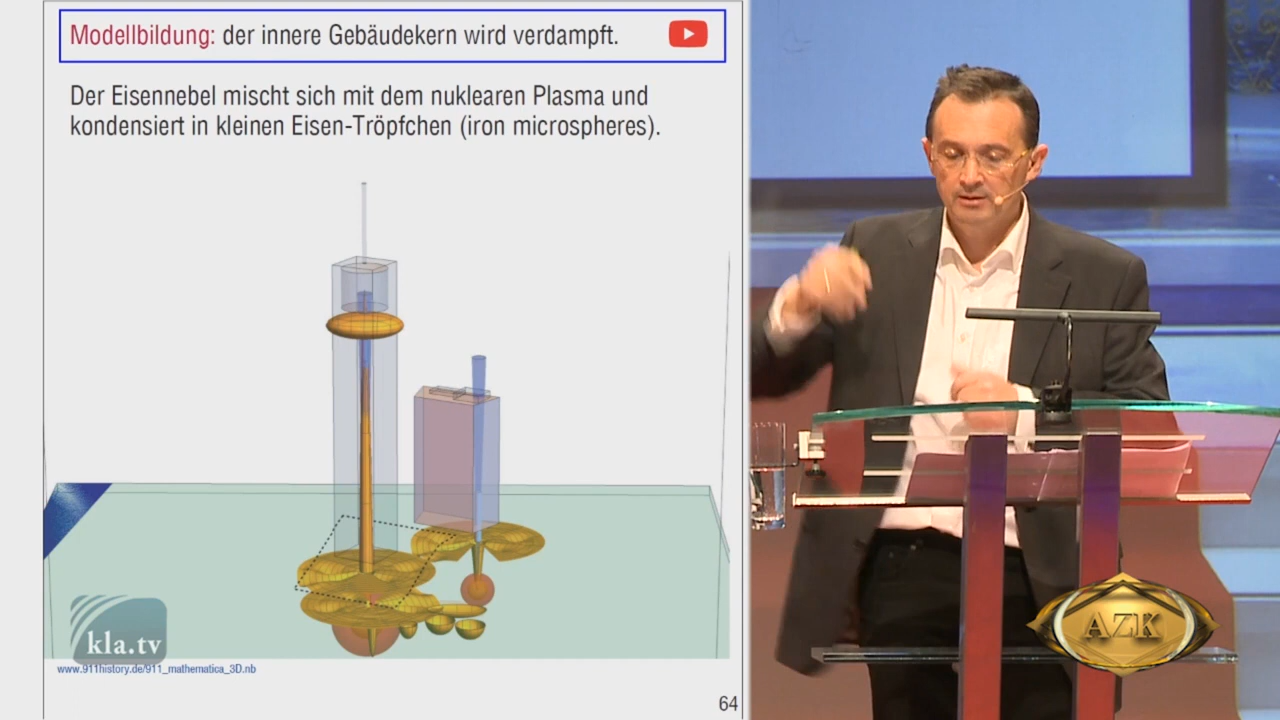 Modellbildung: der innere Gebäudekern wird verdampft.
Der Eisennebel mischt sich mit dem nuklearen Plasma und
kondensiert in kleinen Eisen-Tröpfchen (iron microspheres).
kla.tv
www.911history.de/911_mathematica_3D.nb
64
AZK